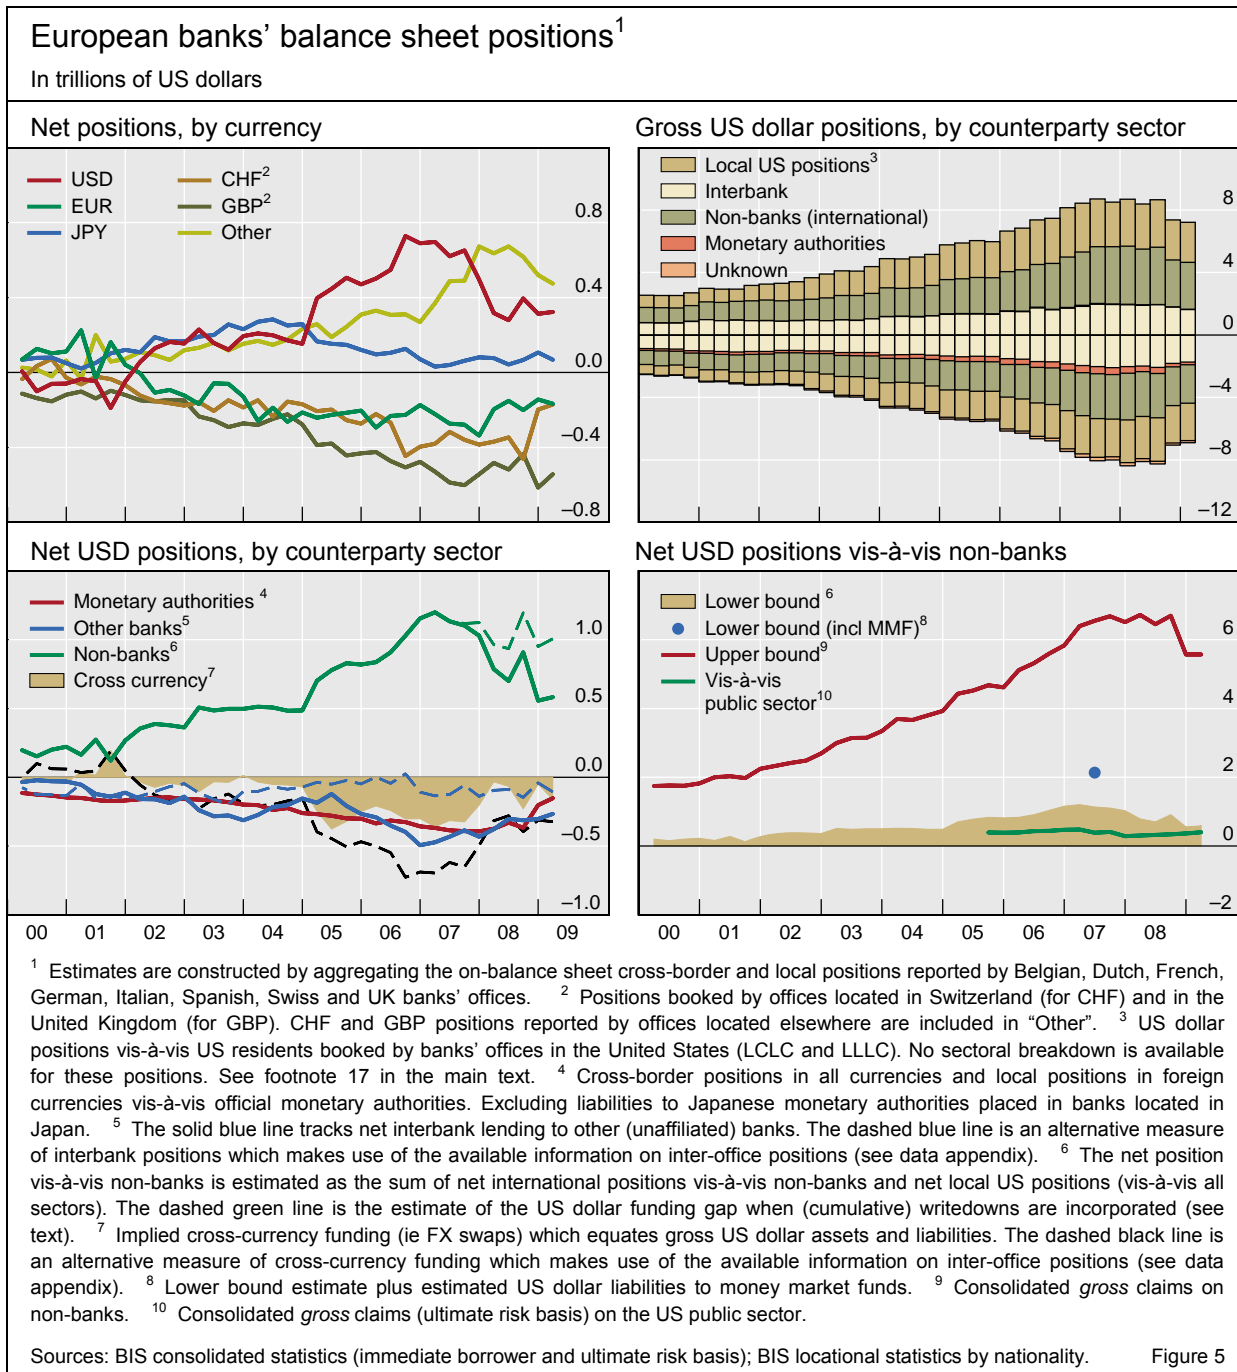 European banks’ balance sheet positions1
In trillions of US dollars
Net positions, by currency
USD
EUR
JPY
CHF2
GBP2
Other
0.8
0.4
0.0
–0.4
–0.8
Gross US dollar positions, by counterparty sector
Local US positions3
Interbank
Non-banks (international)
Monetary authorities
Unknown
8
4
0
–4
–8
–12
Net USD positions, by counterparty sector
Monetary authorities 4
Other banks5
Non-banks6
Cross currency7
1.0
0.5
0.0
–0.5
–1.0
00 01 02 03 04 05 06 07 08 09
Net USD positions vis-à-vis non-banks
Lower bound 6
Lower bound (incl MMF)8
Upper bound9
Vis-à-vis
public sector10
6
4
2
0
–2
00 01 02 03 04 05 06 07 08
1 Estimates are constructed by aggregating the on-balance sheet cross-border and local positions reported by Belgian, Dutch, French,
German, Italian, Spanish, Swiss and UK banks’ offices. 2 Positions booked by offices located in Switzerland (for CHF) and in the
United Kingdom (for GBP). CHF and GBP positions reported by offices located elsewhere are included in “Other”. 3 US dollar
positions vis-à-vis US residents booked by banks’ offices in the United States (LCLC and LLLC). No sectoral breakdown is available
for these positions. See footnote 17 in the main text. 4 Cross-border positions in all currencies and local positions in foreign
currencies vis-à-vis official monetary authorities. Excluding liabilities to Japanese monetary authorities placed in banks located in
Japan. 5 The solid blue line tracks net interbank lending to other (unaffiliated) banks. The dashed blue line is an alternative measure
of interbank positions which makes use of the available information on inter-office positions (see data appendix). 6 The net position
vis-à-vis non-banks is estimated as the sum of net international positions vis-à-vis non-banks and net local US positions (vis-à-vis all
sectors). The dashed green line is the estimate of the US dollar funding gap when (cumulative) writedowns are incorporated (see
text). 7 Implied cross-currency funding (ie FX swaps) which equates gross US dollar assets and liabilities. The dashed black line is
an alternative measure of cross-currency funding which makes use of the available information on inter-office positions (see data
appendix). 8 Lower bound estimate plus estimated US dollar liabilities to money market funds. 9 Consolidated gross claims on
non-banks. 10 Consolidated gross claims (ultimate risk basis) on the US public sector.
Sources: BIS consolidated statistics (immediate borrower and ultimate risk basis); BIS locational statistics by nationality. Figure 5